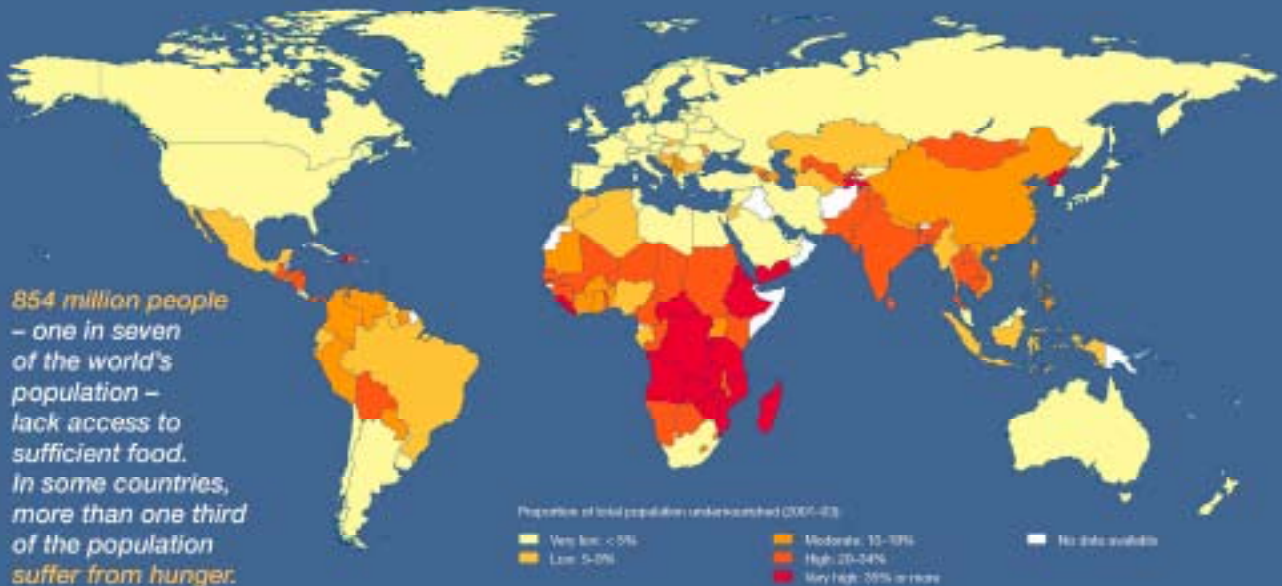 854 million people
– one in seven
of the world's
population –
lack access to
sufficient food.
In some countries,
more than one third
of the population
suffer from hunger.
Proportion of total population undernourished (2001-03)
Very low: < 5%
Low: 5-9%
Moderate: 10-19%
High: 20-34%
Very high: 35% or more
No data available